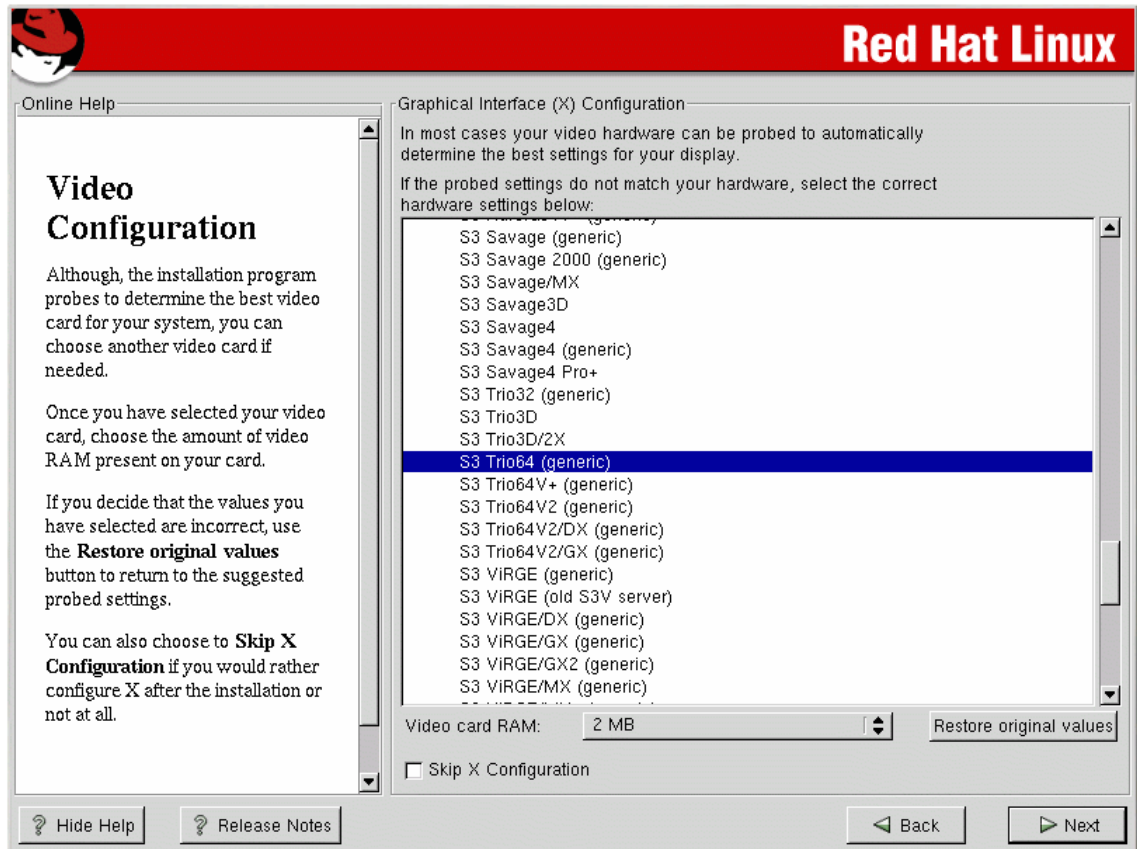 Red Hat Linux
Online Help
Video
Configuration
Although, the installation program
probes to determine the best video
card for your system, you can
choose another video card if
needed.
Once you have selected your video
card, choose the amount of video
RAM present on your card.
If you decide that the values you
have selected are incorrect, use
the Restore original values
button to return to the suggested
probed settings.
You can also choose to Skip X
Configuration if you would rather
configure X after the installation or
not at all.
Graphical Interface (X) Configuration
In most cases your video hardware can be probed to automatically
determine the best settings for your display.
If the probed settings do not match your hardware, select the correct
hardware settings below:
S3 Savage (generic)
S3 Savage 2000 (generic)
S3 Savage/MX
S3 Savage3D
S3 Savage4
S3 Savage4 (generic)
S3 Savage4 Pro+
S3 Trio32 (generic)
S3 Trio3D
S3 Trio3D/2X
S3 Trio64 (generic)
S3 Trio64V+ (generic)
S3 Trio64V2 (generic)
S3 Trio64V2/DX (generic)
S3 Trio64V2/GX (generic)
S3 ViRGE (generic)
S3 ViRGE (old S3V server)
S3 ViRGE/DX (generic)
S3 ViRGE/GX (generic)
S3 ViRGE/GX2 (generic)
S3 ViRGE/MX (generic)
Video card RAM: 2 MB Restore original values
Skip X Configuration
Hide Help Release Notes Back Next